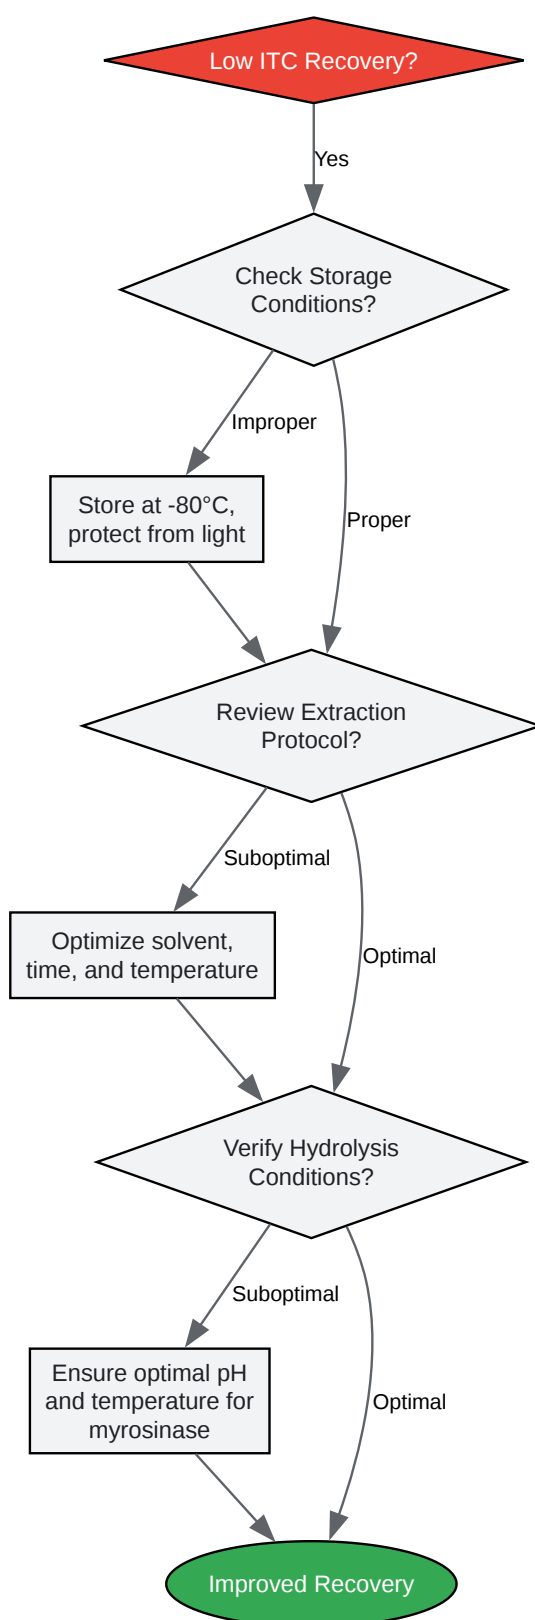 Low ITC Recovery?
Yes
Check Storage
Conditions?
Improper
Store at -80°C,
protect from light
Proper
Review Extraction
Protocol?
Suboptimal
Optimize solvent,
time, and temperature
Optimal
Verify Hydrolysis
Conditions?
Suboptimal
Ensure optimal pH
and temperature for
myrosinase
Optimal
Improved Recovery